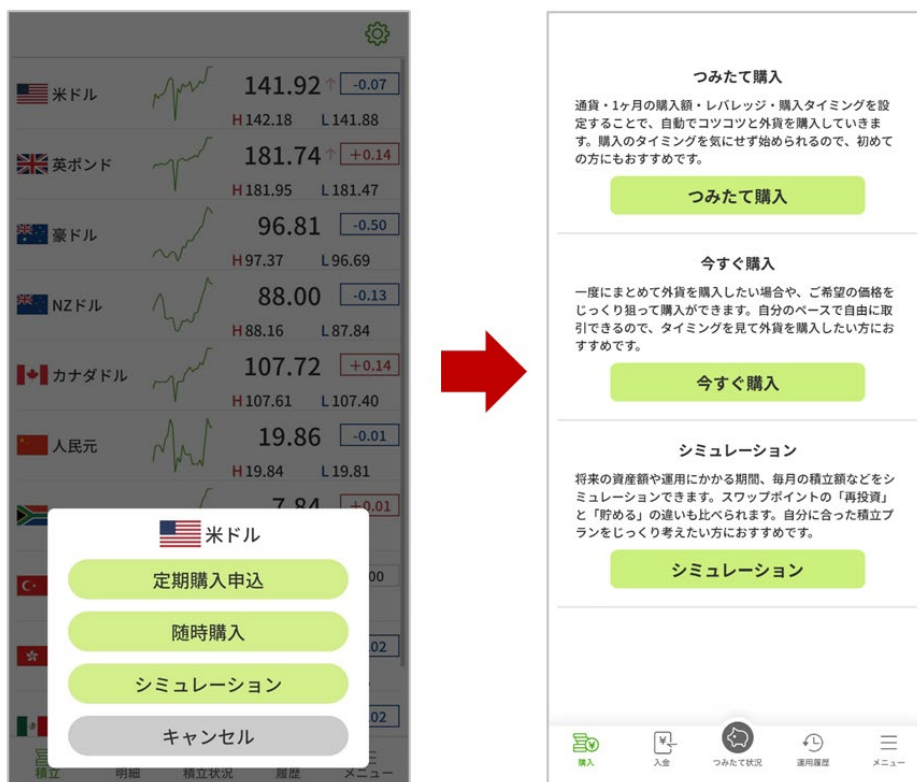 米ドル
141.92↑
-0.07
H142.18
L141.88
英ポンド
181.74↑
+0.14
H181.95
L181.47
豪ドル
96.81
-0.50
H97.37
L96.69
NZドル
88.00
-0.13
H88.16
L87.84
カナダドル
107.72
+0.14
H107.61
L107.40
人民元
19.86
-0.01
H19.84
L19.81
7.84
+0.01
米ドル
定期購入申込
随時購入
シミュレーション
キャンセル
00
.02
.02
積立
明細
積立状況
履歴
メニュー
つみたて購入
通貨・1ヶ月の購入額・レバレッジ・購入タイミングを設
定することで、自動でコツコツと外貨を購入していきま
す。購入のタイミングを気にせず始められるので、初めて
の方にもおすすめです。
つみたて購入
今すぐ購入
一度にまとめて外貨を購入したい場合や、ご希望の価格を
じっくり狙って購入ができます。自分のペースで自由に取
引できるので、タイミングを見て外貨を購入したい方にお
すすめです。
今すぐ購入
シミュレーション
将来の資産額や運用にかかる期間、毎月の積立額などをシ
ミュレーションできます。スワップポイントの「再投資」
と「貯める」の違いも比べられます。自分に合った積立プ
ランをじっくり考えたい方におすすめです。
シミュレーション
購入
入金
つみたて状況
運用履歴
メニュー